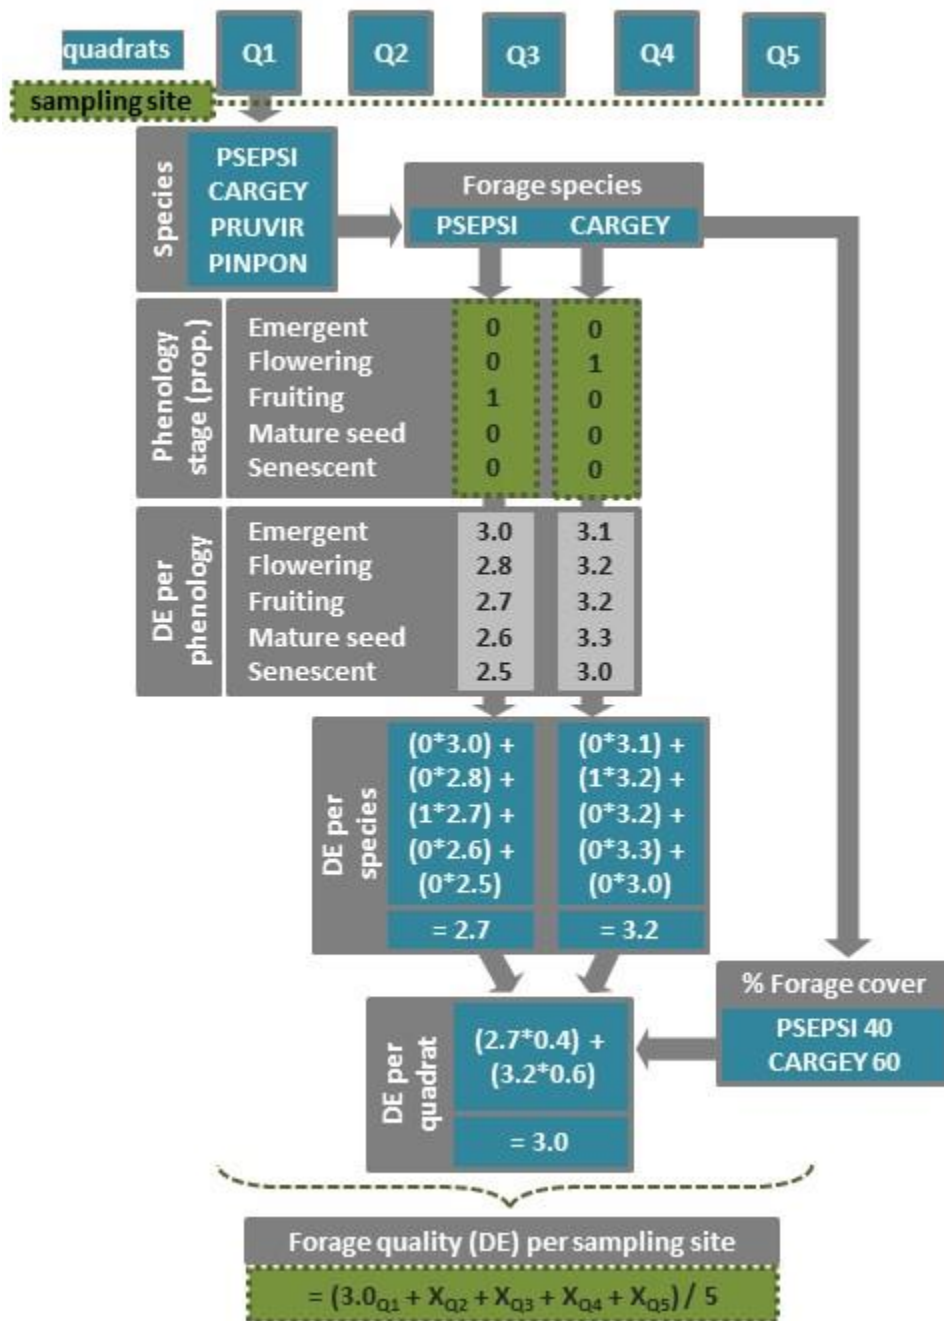 quadrats Q1 Q2 Q3 Q4 Q5
sampling site
Species
PSEPSI
CARGEY
PRUVIR
PINPON
Forage species
PSEPSI CARGEY
Phenology
stage (prop.)
Emergent 0 0
Flowering 0 1
Fruiting 1 0
Mature seed 0 0
Senescent 0 0
DE per
phenology
Emergent 3.0 3.1
Flowering 2.8 3.2
Fruiting 2.7 3.2
Mature seed 2.6 3.3
Senescent 2.5 3.0
DE per
species
(0*3.0) + (0*3.1) +
(0*2.8) + (1*3.2) +
(1*2.7) + (0*3.2) +
(0*2.6) + (0*3.3) +
(0*2.5) (0*3.0)
= 2.7 = 3.2
% Forage cover
PSEPSI 40
CARGEY 60
DE per
quadrat
(2.7*0.4) +
(3.2*0.6)
= 3.0
Forage quality (DE) per sampling site
= (3.0Q1 + XQ2 + XQ3 + XQ4 + XQ5) / 5